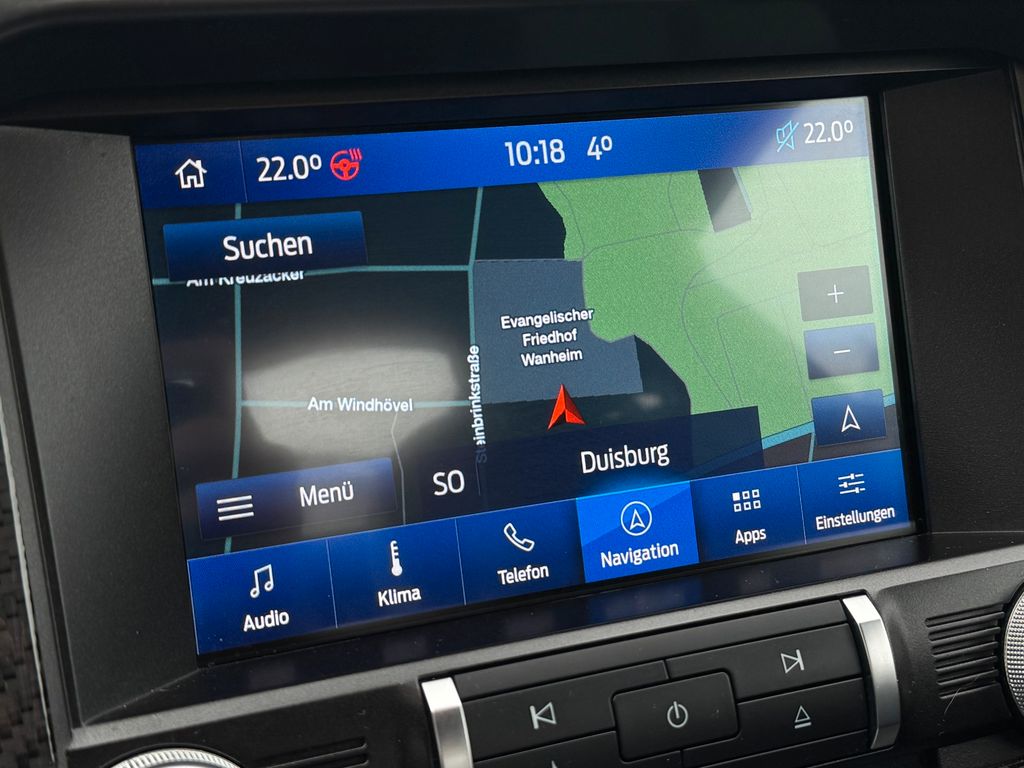 22.0°
10:18 4°
22.0°
Suchen
Am Kreuzacker
Evangelischer
Friedhof
Wanheim
Steinbrinkstraße
Am Windhövel
+
−
Menü
SO
Duisburg
Audio
Klima
Telefon
Navigation
Apps
Einstellungen